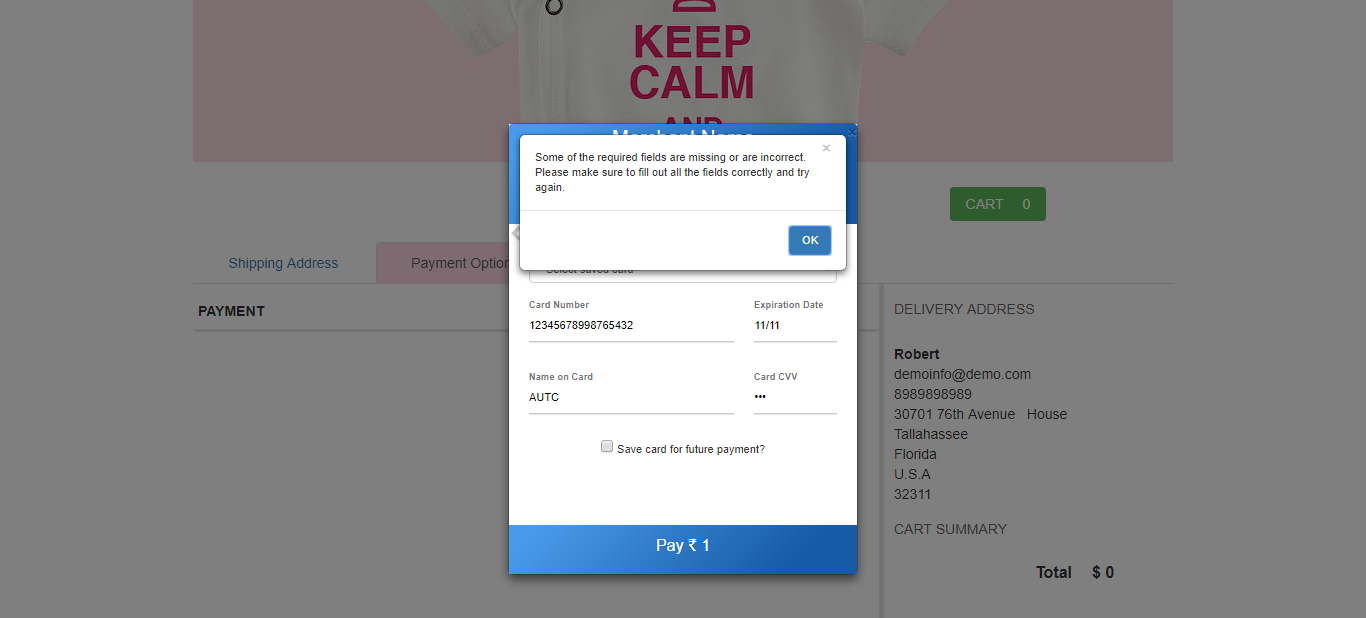 KEEP
CALM
AND
Merchant Name
×
Some of the required fields are missing or are incorrect.
Please make sure to fill out all the fields correctly and try
again.
OK
CART 0
Shipping Address
Payment Option
Select saved card
PAYMENT
Card Number
Expiration Date
12345678998765432
11/11
Name on Card
Card CVV
AUTC
•••
Save card for future payment?
Pay ₹ 1
DELIVERY ADDRESS
Robert
demoinfo@demo.com
8989898989
30701 76th Avenue House
Tallahassee
Florida
U.S.A
32311
CART SUMMARY
Total $ 0